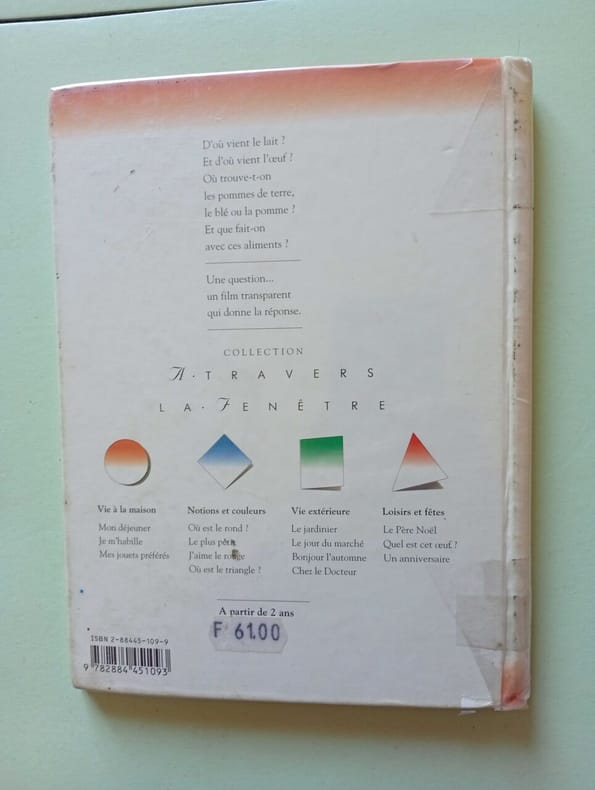 D'où vient le lait ?
Et d'où vient l'œuf ?
Où trouve-t-on
les pommes de terre,
le blé ou la pomme ?
Et que fait-on
avec ces aliments ?
Une question...
un film transparent
qui donne la réponse.
COLLECTION
A·TRAVERS
LA·FENÊTRE
Vie à la maison
Mon déjeuner
Je m'habille
Mes jouets préférés
Notions et couleurs
Où est le rond ?
Le plus petit
J'aime le rouge
Où est le triangle ?
Vie extérieure
Le jardinier
Le jour du marché
Bonjour l'automne
Chez le Docteur
Loisirs et fêtes
Le Père Noël
Quel est cet œuf ?
Un anniversaire
A partir de 2 ans
F 61.00
ISBN 2-88445-109-9
9 782884 451093